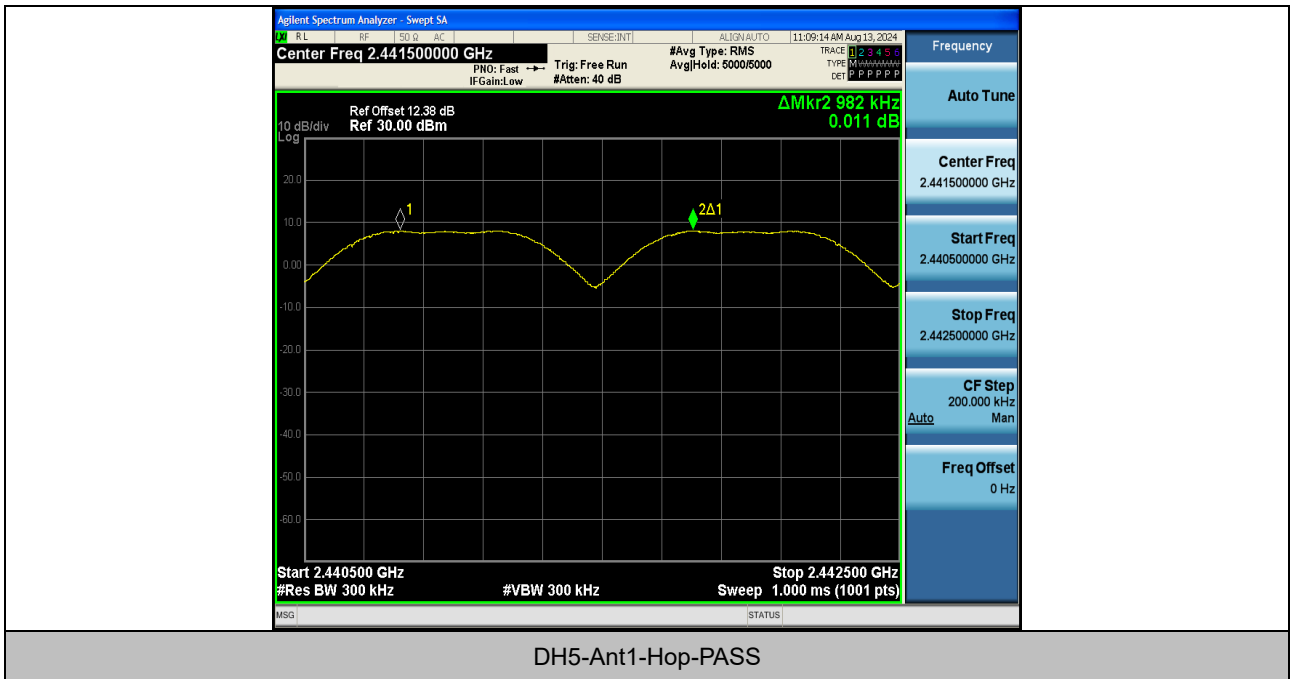 Agilent Spectrum Analyzer - Swept SA
LXI RL RF 50 Ω AC SENSE:INT ALIGN AUTO 11:09:14 AM Aug 13, 2024
Center Freq 2.441500000 GHz
PNO: Fast
IFGain:Low
Trig: Free Run
#Atten: 40 dB
#Avg Type: RMS
Avg|Hold: 5000/5000
TRACE 1 2 3 4 5 6
TYPE M
DET P P P P P P
ΔMkr2 982 kHz
0.011 dB
Ref Offset 12.38 dB
10 dB/div Ref 30.00 dBm
Log
20.0
10.0
0.00
-10.0
-20.0
-30.0
-40.0
-50.0
-60.0
1
2Δ1
Start 2.440500 GHz Stop 2.442500 GHz
#Res BW 300 kHz #VBW 300 kHz Sweep 1.000 ms (1001 pts)
MSG STATUS
Frequency
Auto Tune
Center Freq
2.441500000 GHz
Start Freq
2.440500000 GHz
Stop Freq
2.442500000 GHz
CF Step
200.000 kHz
Auto Man
Freq Offset
0 Hz
DH5-Ant1-Hop-PASS